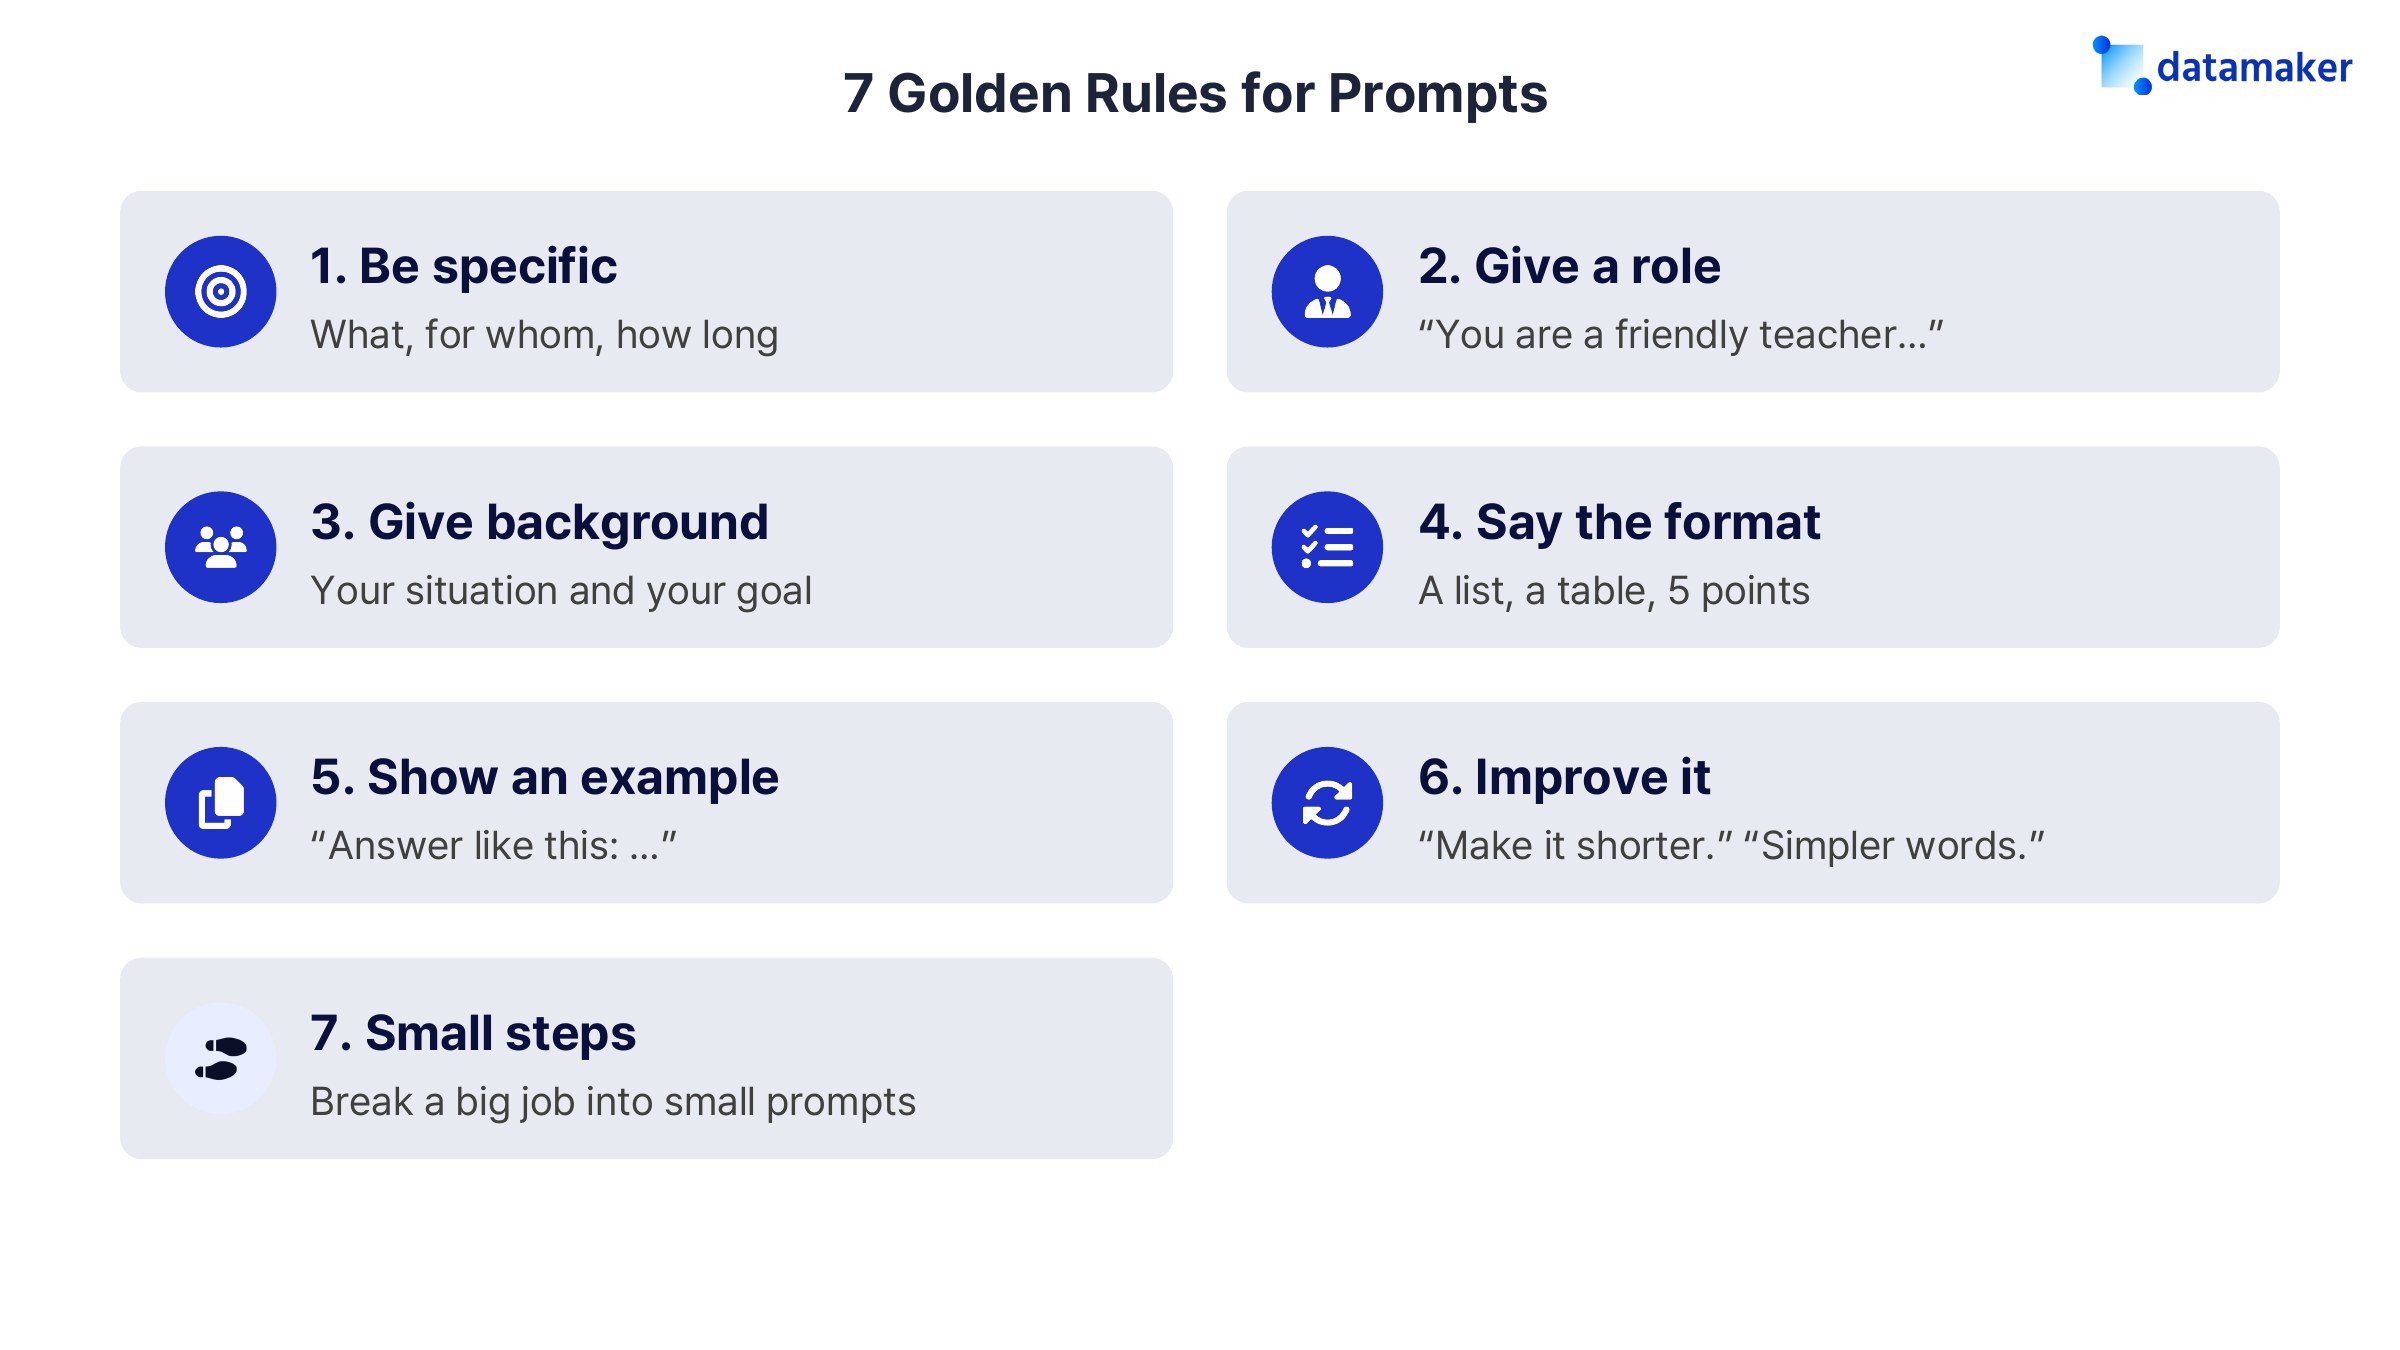 7 Golden Rules for Prompts
datamaker
1. Be specific
What, for whom, how long
2. Give a role
“You are a friendly teacher...”
3. Give background
Your situation and your goal
4. Say the format
A list, a table, 5 points
5. Show an example
“Answer like this: ...”
6. Improve it
“Make it shorter.” “Simpler words.”
7. Small steps
Break a big job into small prompts